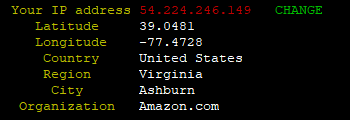 Your IP address 54.224.246.149 CHANGE
Latitude 39.0481
Longitude -77.4728
Country United States
Region Virginia
City Ashburn
Organization Amazon.com